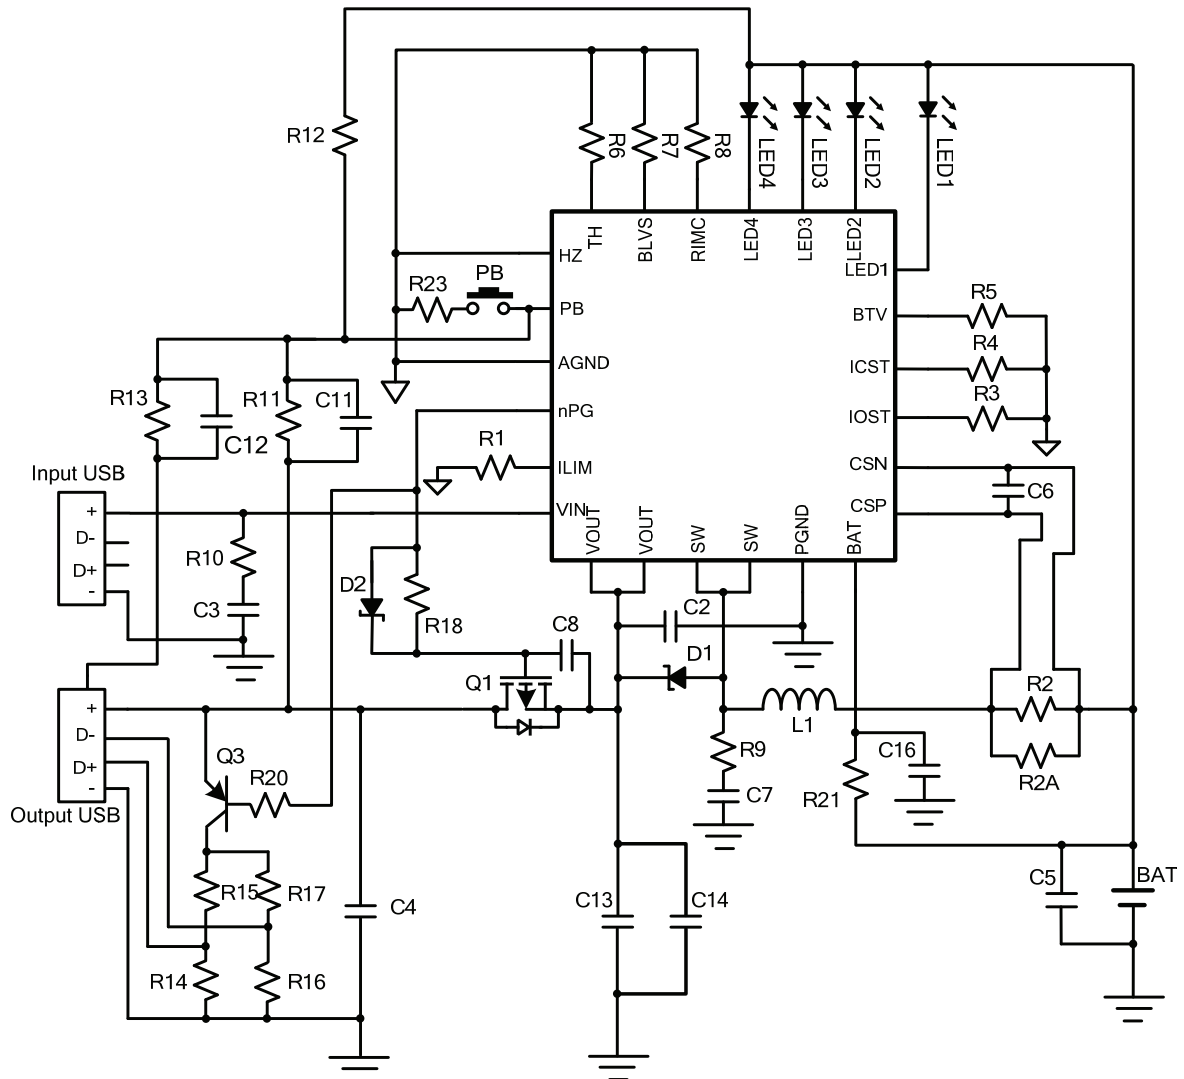 R12
R6
R7
R8
LED4
LED3
LED2
LED1
TH
BLVS
RIMC
LED4
LED3
LED2
LED1
HZ
R23
PB
PB
BTV
R5
ICST
R4
IOST
R3
AGND
R13
C12
R11
C11
nPG
R1
ILIM
CSN
CSP
C6
Input USB
+
D-
D+
-
VIN
VOUT
VOUT
SW
SW
PGND
BAT
R10
C3
D2
R18
C8
C2
D1
Q1
L1
R2
R2A
Output USB
+
D-
D+
-
Q3
R20
R9
C7
C16
R21
R15
R17
C4
C13
C14
C5
BAT
R14
R16